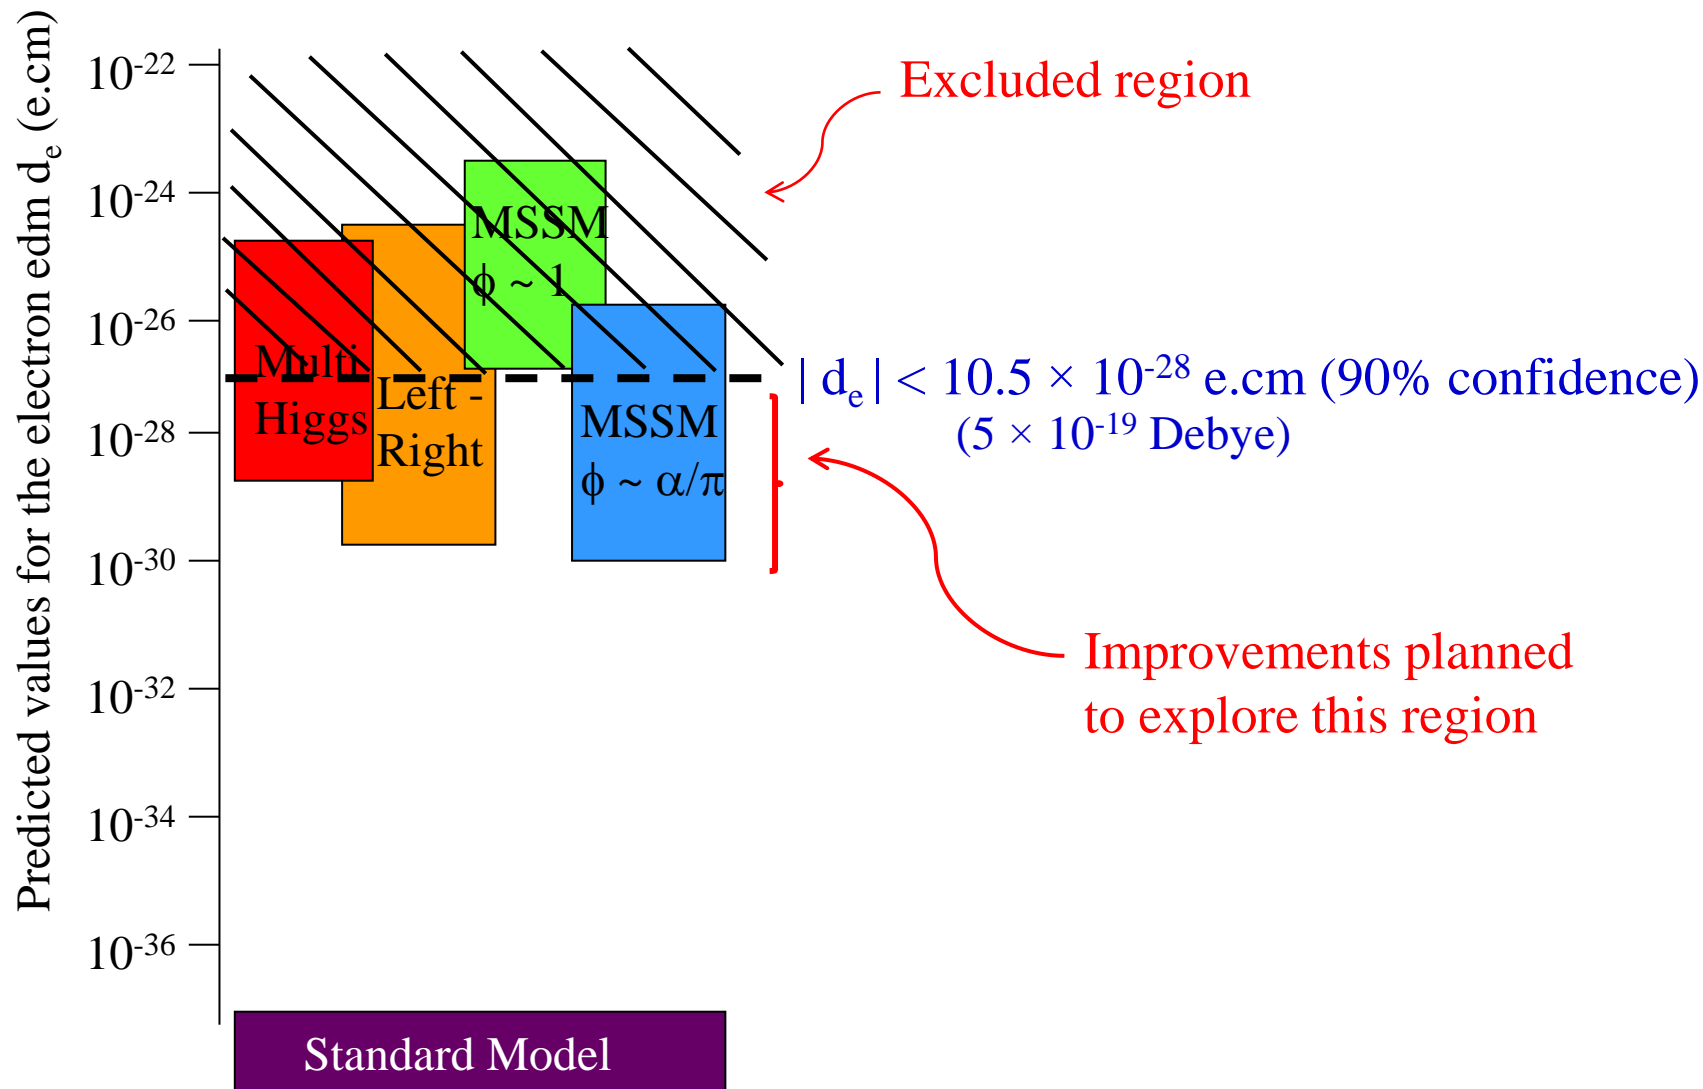 Predicted values for the electron edm dₑ (e.cm)
10⁻²²
10⁻²⁴
10⁻²⁶
10⁻²⁸
10⁻³⁰
10⁻³²
10⁻³⁴
10⁻³⁶
Excluded region
MSSM
ϕ ~ 1
Multi
Higgs
Left -
Right
MSSM
ϕ ~ α/π
| dₑ | < 10.5 × 10⁻²⁸ e.cm (90% confidence)
(5 × 10⁻¹⁹ Debye)
Improvements planned
to explore this region
Standard Model